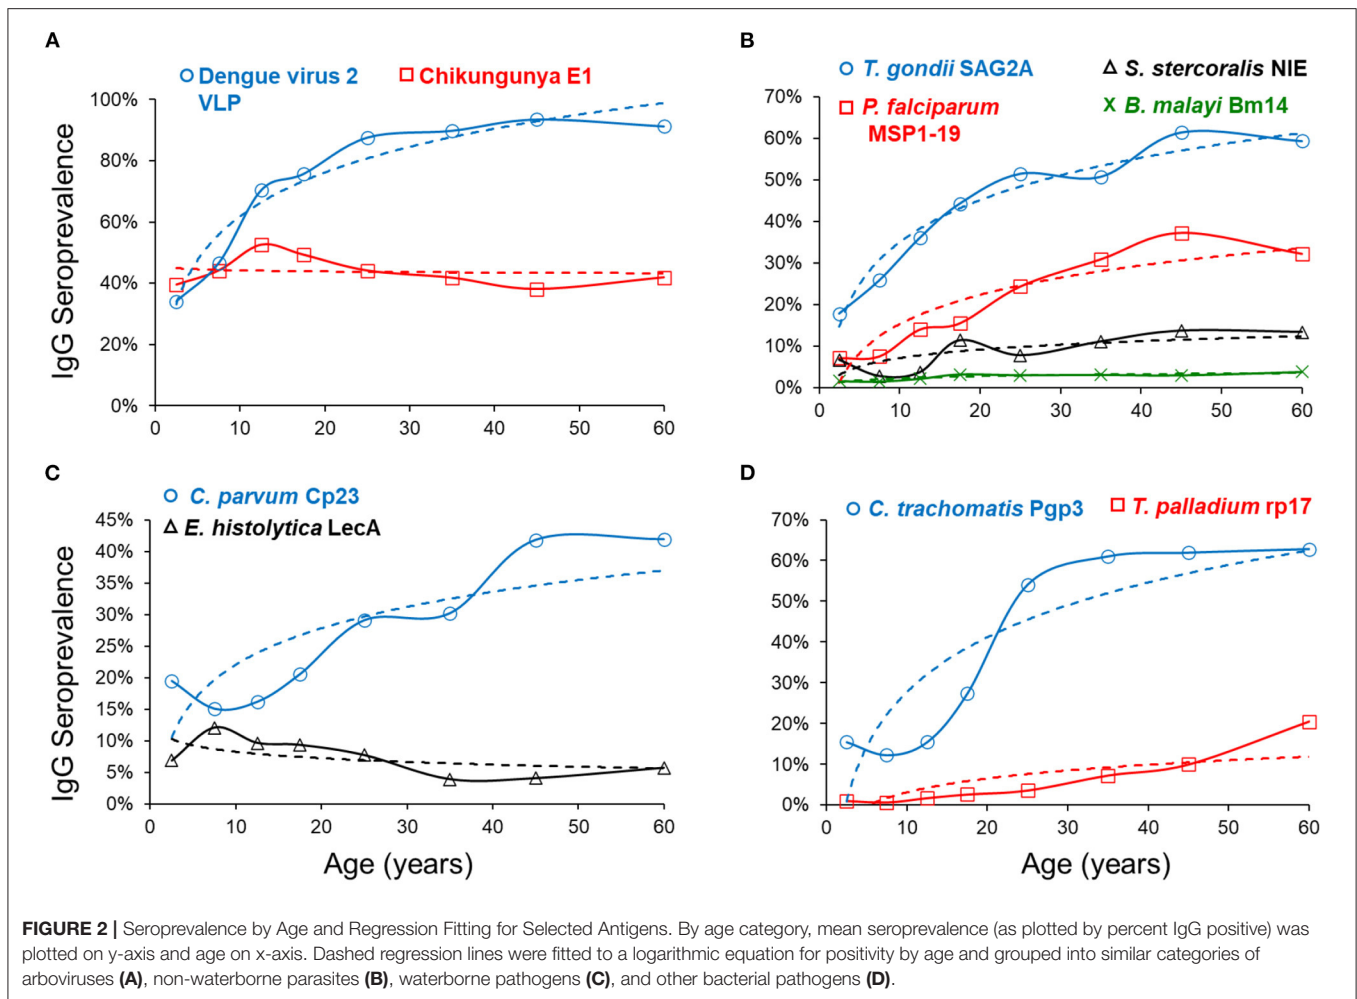 A
Dengue virus 2
VLP
Chikungunya E1
100%
80%
60%
40%
20%
0%
IgG Seroprevalence
0 10 20 30 40 50 60
B
T. gondii SAG2A
S. stercoralis NIE
P. falciparum
MSP1-19
B. malayi Bm14
70%
60%
50%
40%
30%
20%
10%
0%
0 10 20 30 40 50 60
C
C. parvum Cp23
E. histolytica LecA
45%
40%
35%
30%
25%
20%
15%
10%
5%
0%
IgG Seroprevalence
0 10 20 30 40 50 60
Age (years)
D
C. trachomatis Pgp3
T. palladium rp17
70%
60%
50%
40%
30%
20%
10%
0%
0 10 20 30 40 50 60
Age (years)
FIGURE 2 | Seroprevalence by Age and Regression Fitting for Selected Antigens. By age category, mean seroprevalence (as plotted by percent IgG positive) was
plotted on y-axis and age on x-axis. Dashed regression lines were fitted to a logarithmic equation for positivity by age and grouped into similar categories of
arboviruses (A), non-waterborne parasites (B), waterborne pathogens (C), and other bacterial pathogens (D).